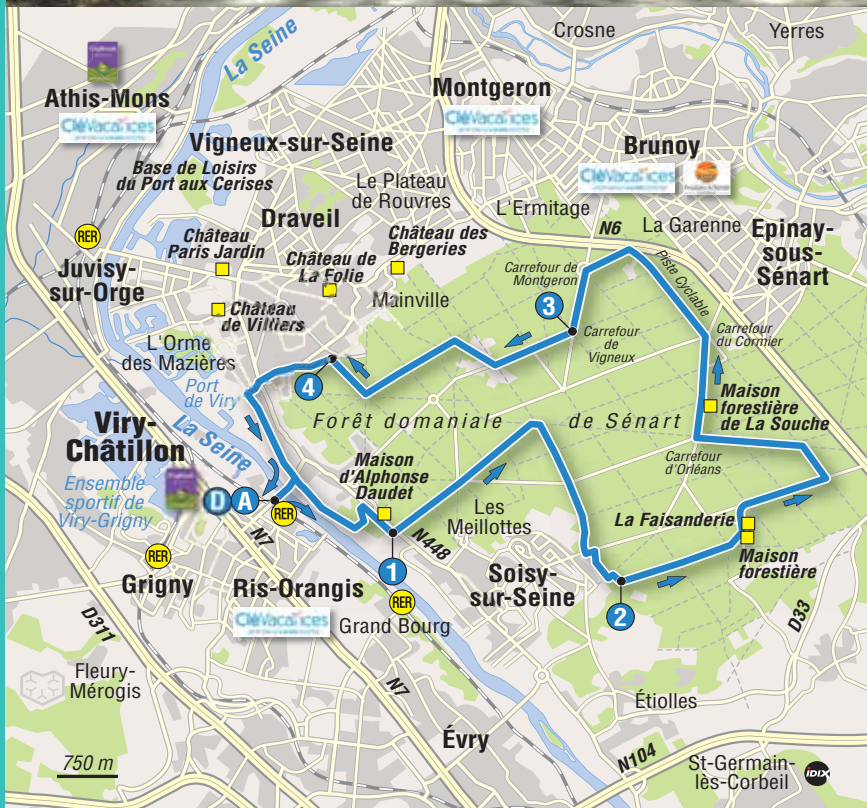 Crosne
Yerres
La Seine
Athis-Mons
CléVacances
Montgeron
CléVacances
Vigneux-sur-Seine
Brunoy
CléVacances
Base de Loisirs
du Port aux Cerises
Le Plateau
de Rouvres
L'Ermitage
N6
La Garenne
Epinay-
sous-
Sénart
Draveil
RER
Château
Paris Jardin
Château de
La Folie
Château des
Bergeries
Juvisy-
sur-Orge
Mainville
Carrefour de
Montgeron
Piste Cyclable
3
Château
de Villiers
Carrefour
de
Vigneux
Carrefour
du Cormier
L'Orme
des Mazières
4
Port
de Viry
Maison
forestière
de La Souche
Viry-
Châtillon
La Seine
Forêt domaniale de Sénart
Carrefour
d'Orléans
Maison
d'Alphonse
Daudet
Ensemble
sportif de
Viry-Grigny
D
A
RER
Les
Meillottes
La Faisanderie
N7
N448
1
Maison
forestière
RER
Grigny
Ris-Orangis
CléVacances
RER
Grand Bourg
Soisy-
sur-Seine
2
D311
D33
Fleury-
Mérogis
N7
Étiolles
Évry
N104
St-Germain-
lès-Corbeil
IDIX
750 m